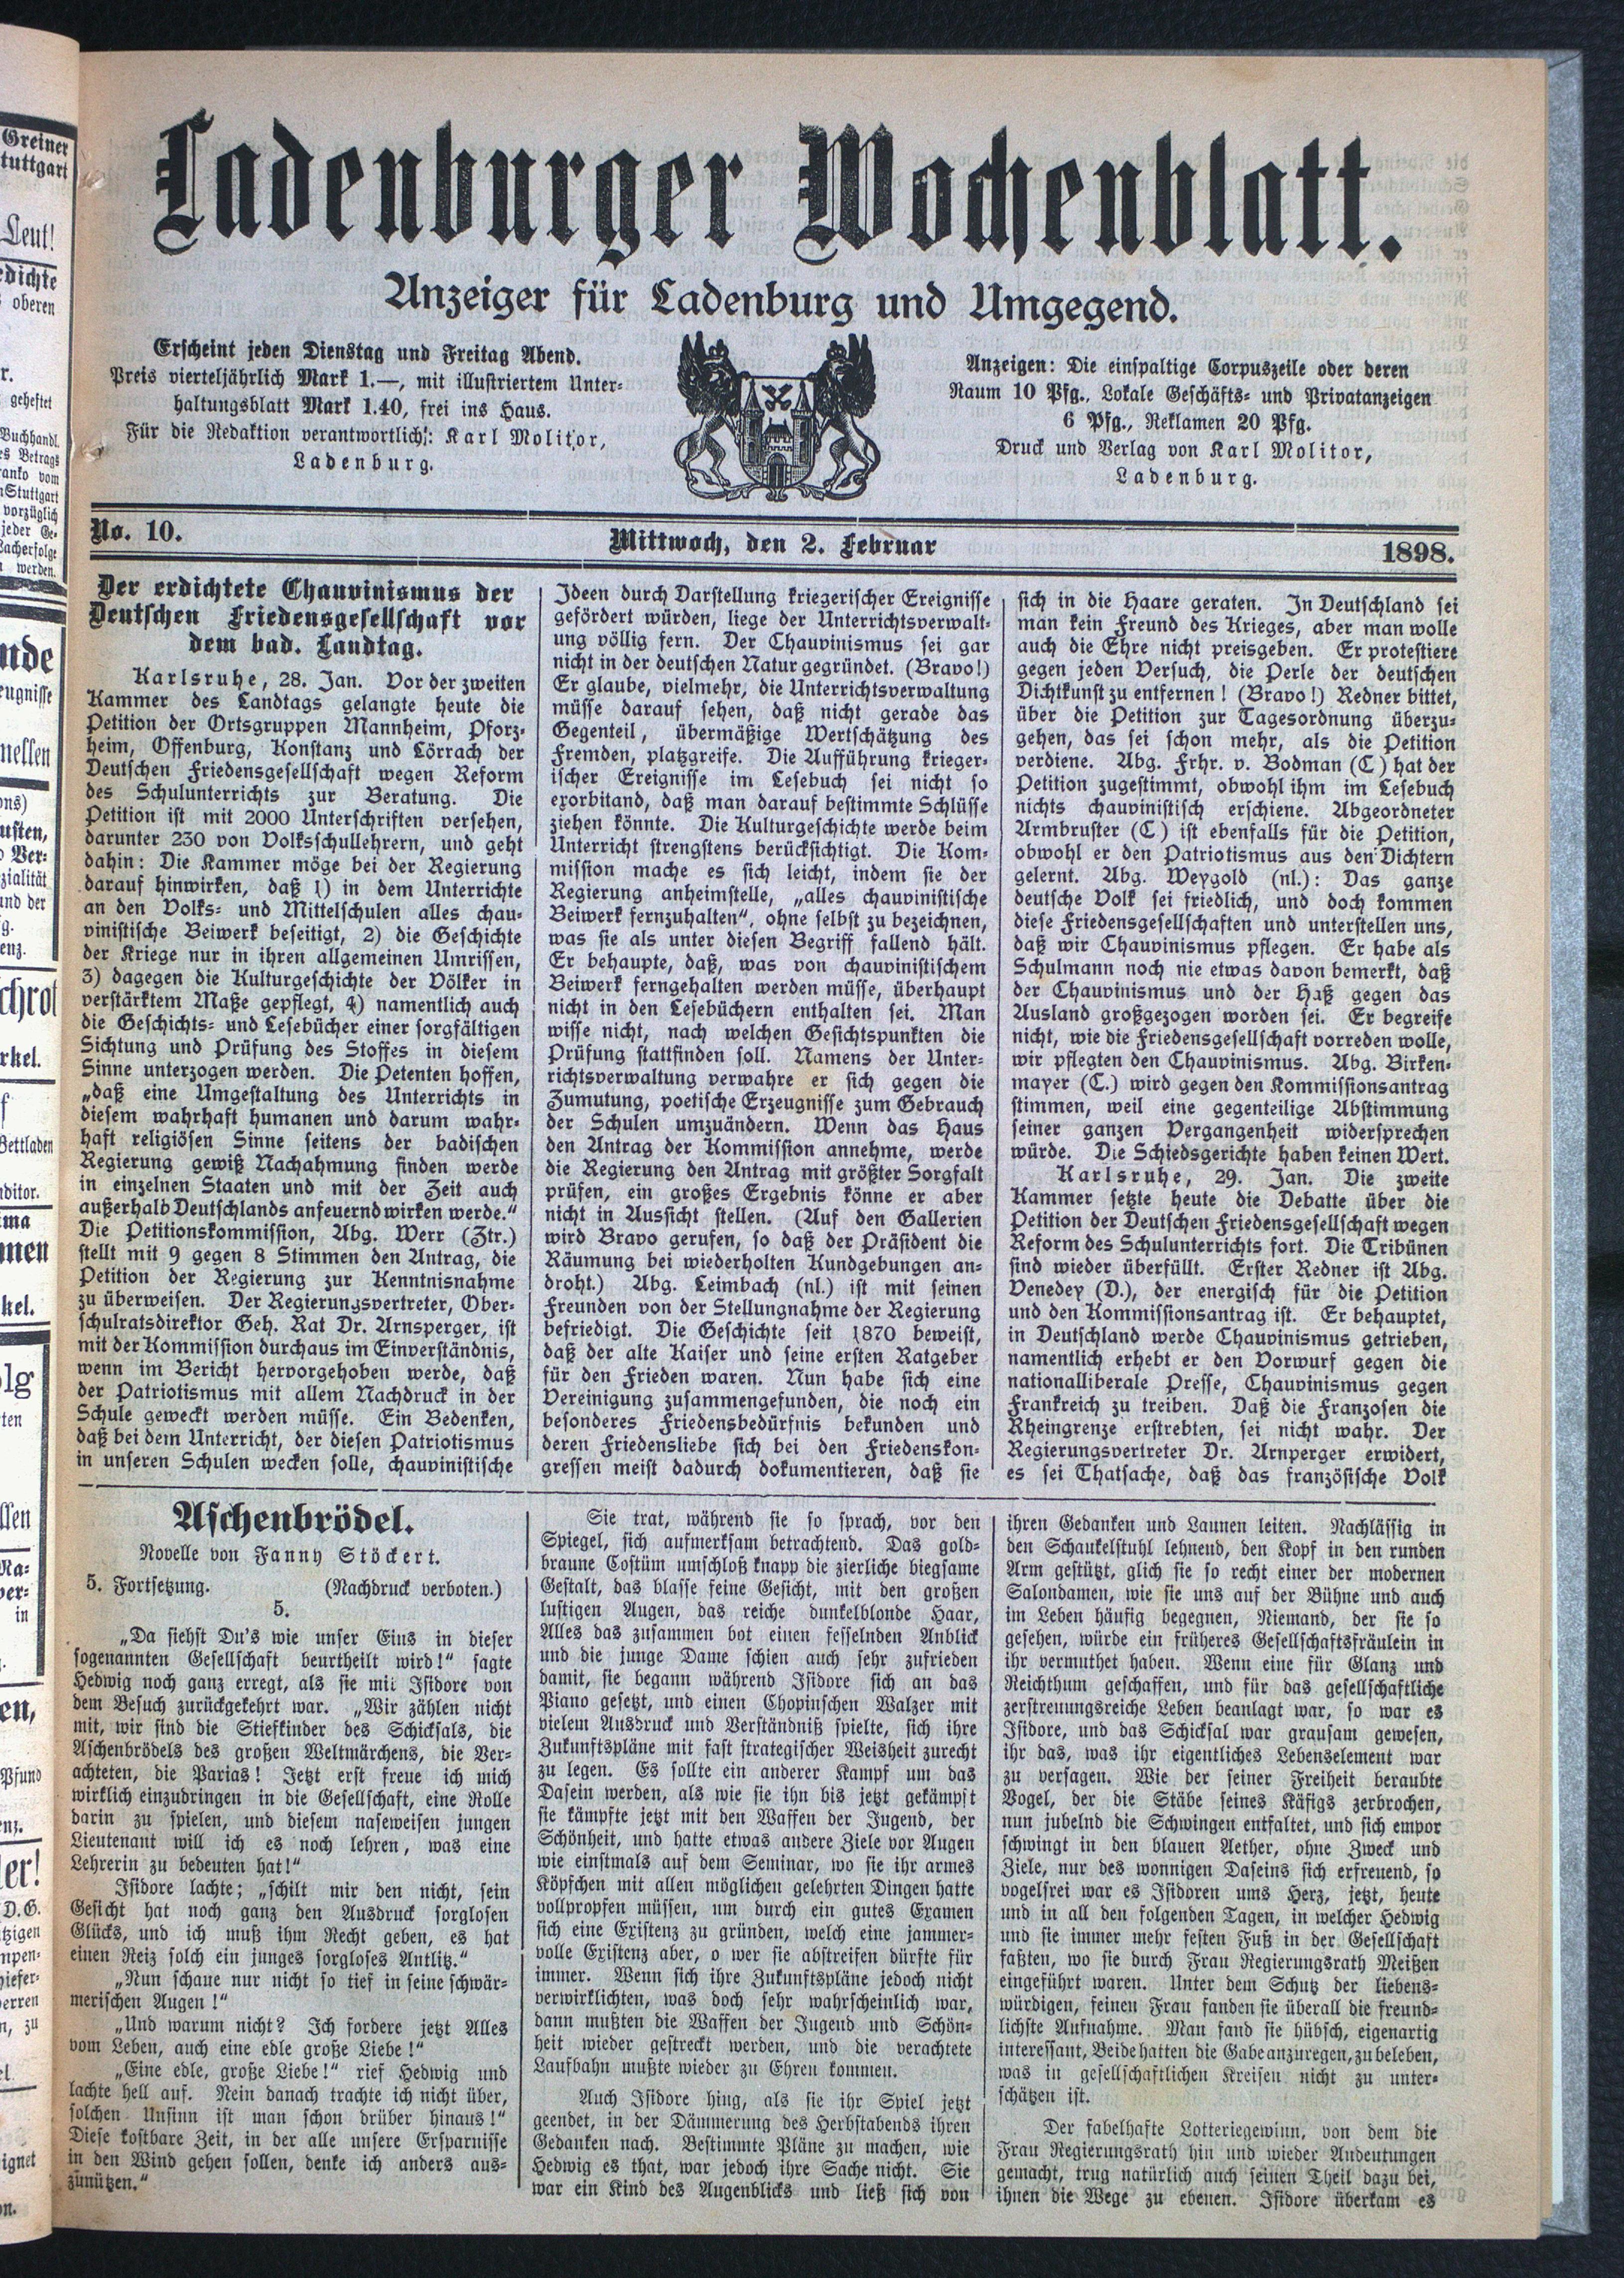 Ladenburger Wochenblatt.
Anzeiger für Ladenburg und Umgegend.
Erscheint jeden Dienstag und Freitag Abend.
Preis vierteljährlich Mark 1.—, mit illustriertem Unter-
haltungsblatt Mark 1.40, frei ins Haus.
Für die Redaktion verantwortlich: Karl Molitor,
Ladenburg.
Anzeigen: Die einspaltige Corpuszeile oder deren
Raum 10 Pfg., Lokale Geschäfts- und Privatanzeigen
6 Pfg., Reklamen 20 Pfg.
Druck und Verlag von Karl Molitor,
Ladenburg.
No. 10.
Mittwoch, den 2. Februar
1898.
Der erdichtete Chauvinismus der
Deutschen Friedensgesellschaft vor
dem bad. Landtag.
Karlsruhe, 28. Jan. Vor der zweiten
Kammer des Landtags gelangte heute die
Petition der Ortsgruppen Mannheim, Pforz-
heim, Offenburg, Konstanz und Lörrach der
Deutschen Friedensgesellschaft wegen Reform
des Schulunterrichts zur Beratung. Die
Petition ist mit 2000 Unterschriften versehen,
darunter 230 von Volksschullehrern, und geht
dahin: Die Kammer möge bei der Regierung
darauf hinwirken, daß 1) in dem Unterrichte
an den Volks- und Mittelschulen alles chau-
vinistische Beiwerk beseitigt, 2) die Geschichte
der Kriege nur in ihren allgemeinen Umrissen,
3) dagegen die Kulturgeschichte der Völker in
verstärktem Maße gepflegt, 4) namentlich auch
die Geschichts- und Lesebücher einer sorgfältigen
Sichtung und Prüfung des Stoffes in diesem
Sinne unterzogen werden. Die Petenten hoffen,
„daß eine Umgestaltung des Unterrichts in
diesem wahrhaft humanen und darum wahr-
haft religiösen Sinne seitens der badischen
Regierung gewiß Nachahmung finden werde
in einzelnen Staaten und mit der Zeit auch
außerhalb Deutschlands anfeuernd wirken werde.“
Die Petitionskommission, Abg. Werr (Ztr.)
stellt mit 9 gegen 8 Stimmen den Antrag, die
Petition der Regierung zur Kenntnisnahme
zu überweisen. Der Regierungsvertreter, Ober-
schulratsdirektor Geh. Rat Dr. Arnsperger, ist
mit der Kommission durchaus im Einverständnis,
wenn im Bericht hervorgehoben werde, daß
der Patriotismus mit allem Nachdruck in der
Schule geweckt werden müsse. Ein Bedenken,
daß bei dem Unterricht, der diesen Patriotismus
in unseren Schulen wecken solle, chauvinistische
Ideen durch Darstellung kriegerischer Ereignisse
gefördert würden, liege der Unterrichtsverwalt-
ung völlig fern. Der Chauvinismus sei gar
nicht in der deutschen Natur gegründet. (Bravo!)
Er glaube, vielmehr, die Unterrichtsverwaltung
müsse darauf sehen, daß nicht gerade das
Gegenteil, übermäßige Wertschätzung des
Fremden, platzgreife. Die Aufführung krieger-
ischer Ereignisse im Lesebuch sei nicht so
exorbitand, daß man darauf bestimmte Schlüsse
ziehen könnte. Die Kulturgeschichte werde beim
Unterricht strengstens berücksichtigt. Die Kom-
mission mache es sich leicht, indem sie der
Regierung anheimstelle, „alles chauvinistische
Beiwerk fernzuhalten“, ohne selbst zu bezeichnen,
was sie als unter diesen Begriff fallend hält.
Er behaupte, daß, was von chauvinistischem
Beiwerk ferngehalten werden müsse, überhaupt
nicht in den Lesebüchern enthalten sei. Man
wisse nicht, nach welchen Gesichtspunkten die
Prüfung stattfinden soll. Namens der Unter-
richtsverwaltung verwahre er sich gegen die
Zumutung, poetische Erzeugnisse zum Gebrauch
der Schulen umzuändern. Wenn das Haus
den Antrag der Kommission annehme, werde
die Regierung den Antrag mit größter Sorgfalt
prüfen, ein großes Ergebnis könne er aber
nicht in Aussicht stellen. (Auf den Gallerien
wird Bravo gerufen, so daß der Präsident die
Räumung bei wiederholten Kundgebungen an-
droht.) Abg. Leimbach (nl.) ist mit seinen
Freunden von der Stellungnahme der Regierung
befriedigt. Die Geschichte seit 1870 beweist,
daß der alte Kaiser und seine ersten Ratgeber
für den Frieden waren. Nun habe sich eine
Vereinigung zusammengefunden, die noch ein
besonderes Friedensbedürfnis bekunden und
deren Friedensliebe sich bei den Friedenskon-
gressen meist dadurch dokumentieren, daß sie
sich in die Haare geraten. In Deutschland sei
man kein Freund des Krieges, aber man wolle
auch die Ehre nicht preisgeben. Er protestiere
gegen jeden Versuch, die Perle der deutschen
Dichtkunst zu entfernen! (Bravo!) Redner bittet,
über die Petition zur Tagesordnung überzu-
gehen, das sei schon mehr, als die Petition
verdiene. Abg. Frhr. v. Bodman (C) hat der
Petition zugestimmt, obwohl ihm im Lesebuch
nichts chauvinistisch erschiene. Abgeordneter
Armbruster (C) ist ebenfalls für die Petition,
obwohl er den Patriotismus aus den Dichtern
gelernt. Abg. Weygold (nl.): Das ganze
deutsche Volk sei friedlich, und doch kommen
diese Friedensgesellschaften und unterstellen uns,
daß wir Chauvinismus pflegen. Er habe als
Schulmann noch nie etwas davon bemerkt, daß
der Chauvinismus und der Haß gegen das
Ausland großgezogen worden sei. Er begreife
nicht, wie die Friedensgesellschaft vorreden wolle,
wir pflegten den Chauvinismus. Abg. Birken-
mayer (C.) wird gegen den Kommissionsantrag
stimmen, weil eine gegenteilige Abstimmung
seiner ganzen Vergangenheit widersprechen
würde. Die Schiedsgerichte haben keinen Wert.
Karlsruhe, 29. Jan. Die zweite
Kammer setzte heute die Debatte über die
Petition der Deutschen Friedensgesellschaft wegen
Reform des Schulunterrichts fort. Die Tribünen
sind wieder überfüllt. Erster Redner ist Abg.
Venedey (D.), der energisch für die Petition
und den Kommissionsantrag ist. Er behauptet,
in Deutschland werde Chauvinismus getrieben,
namentlich erhebt er den Vorwurf gegen die
nationalliberale Presse, Chauvinismus gegen
Frankreich zu treiben. Daß die Franzosen die
Rheingrenze erstrebten, sei nicht wahr. Der
Regierungsvertreter Dr. Arnperger erwidert,
es sei Thatsache, daß das französische Volk
Aschenbrödel.
Novelle von Fanny Stöckert.
5. Fortsetzung. (Nachdruck verboten.)
5.
„Da siehst Du's wie unser Eins in dieser
sogenannten Gesellschaft beurtheilt wird!“ sagte
Hedwig noch ganz erregt, als sie mit Isidore von
dem Besuch zurückgekehrt war. „Wir zählen nicht
mit, wir sind die Stiefkinder des Schicksals, die
Aschenbrödels des großen Weltmärchens, die Ver-
achteten, die Parias! Jetzt erst freue ich mich
wirklich einzudringen in die Gesellschaft, eine Rolle
darin zu spielen, und diesem naseweisen jungen
Lieutenant will ich es noch lehren, was eine
Lehrerin zu bedeuten hat!“
Isidore lachte; „schilt mir den nicht, sein
Gesicht hat noch ganz den Ausdruck sorglosen
Glücks, und ich muß ihm Recht geben, es hat
einen Reiz solch ein junges sorgloses Antlitz.“
„Nun schaue nur nicht so tief in seine schwär-
merischen Augen!“
„Und warum nicht? Ich fordere jetzt Alles
vom Leben, auch eine edle große Liebe!“
„Eine edle, große Liebe!“ rief Hedwig und
lachte hell auf. Nein danach trachte ich nicht über,
solchen Unsinn ist man schon drüber hinaus!“
Diese kostbare Zeit, in der alle unsere Ersparnisse
in den Wind gehen sollen, denke ich anders aus-
zunützen.“
Sie trat, während sie so sprach, vor den
Spiegel, sich aufmerksam betrachtend. Das gold-
braune Costüm umschloß knapp die zierliche biegsame
Gestalt, das blasse feine Gesicht, mit den großen
lustigen Augen, das reiche dunkelblonde Haar,
Alles das zusammen bot einen fesselnden Anblick
und die junge Dame schien auch sehr zufrieden
damit, sie begann während Isidore sich an das
Piano gesetzt, und einen Chopinschen Walzer mit
vielem Ausdruck und Verständniß spielte, sich ihre
Zukunftspläne mit fast strategischer Weisheit zurecht
zu legen. Es sollte ein anderer Kampf um das
Dasein werden, als wie sie ihn bis jetzt gekämpft
sie kämpfte jetzt mit den Waffen der Jugend, der
Schönheit, und hatte etwas andere Ziele vor Augen
wie einstmals auf dem Seminar, wo sie ihr armes
Köpfchen mit allen möglichen gelehrten Dingen hatte
vollpropfen müssen, um durch ein gutes Examen
sich eine Existenz zu gründen, welch eine jammer-
volle Existenz aber, o wer sie abstreifen dürfte für
immer. Wenn sich ihre Zukunftspläne jedoch nicht
verwirklichten, was doch sehr wahrscheinlich war,
dann mußten die Waffen der Jugend und Schön-
heit wieder gestreckt werden, und die verachtete
Laufbahn mußte wieder zu Ehren kommen.
Auch Isidore hing, als sie ihr Spiel jetzt
geendet, in der Dämmerung des Herbstabends ihren
Gedanken nach. Bestimmte Pläne zu machen, wie
Hedwig es that, war jedoch ihre Sache nicht. Sie
war ein Kind des Augenblicks und ließ sich von
ihren Gedanken und Launen leiten. Nachlässig in
den Schaukelstuhl lehnend, den Kopf in den runden
Arm gestützt, glich sie so recht einer der modernen
Salondamen, wie sie uns auf der Bühne und auch
im Leben häufig begegnen, Niemand, der sie so
gesehen, würde ein früheres Gesellschaftsfräulein in
ihr vermuthet haben. Wenn eine für Glanz und
Reichthum geschaffen, und für das gesellschaftliche
zerstreuungsreiche Leben beanlagt war, so war es
Isidore, und das Schicksal war grausam gewesen,
ihr das, was ihr eigentliches Lebenselement war
zu versagen. Wie der seiner Freiheit beraubte
Vogel, der die Stäbe seines Käfigs zerbrochen,
nun jubelnd die Schwingen entfaltet, und sich empor
schwingt in den blauen Aether, ohne Zweck und
Ziele, nur des wonnigen Daseins sich erfreuend, so
vogelsfrei war es Isidoren ums Herz, jetzt, heute
und in all den folgenden Tagen, in welcher Hedwig
und sie immer mehr festen Fuß in der Gesellschaft
faßten, wo sie durch Frau Regierungsrath Meißen
eingeführt waren. Unter dem Schutz der liebens-
würdigen, feinen Frau fanden sie überall die freund-
lichste Aufnahme. Man fand sie hübsch, eigenartig
interessant, Beide hatten die Gabe anzuregen, zu beleben,
was in gesellschaftlichen Kreisen nicht zu unter-
schätzen ist.
Der fabelhafte Lotteriegewinn, von dem die
Frau Regierungsrath hin und wieder Andeutungen
gemacht, trug natürlich auch seinen Theil dazu bei,
ihnen die Wege zu ebenen. Isidore überkam es